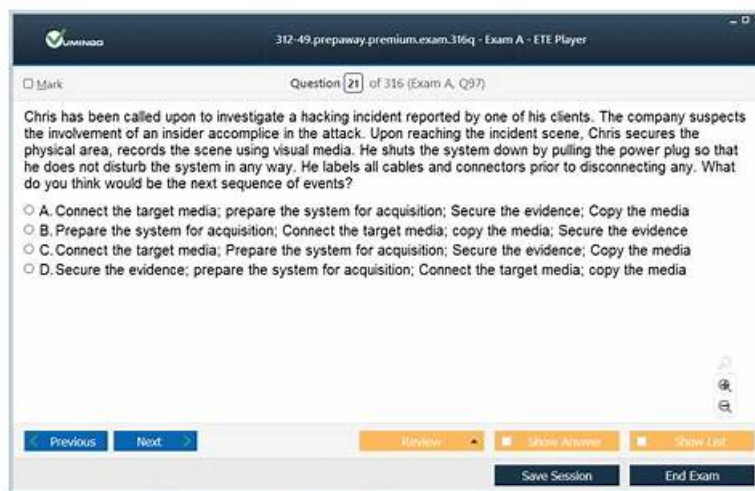 VUMINGO
312-49.prepaway.premium.exam.316q - Exam A - ETE Player
Mark
Question 21 of 316 (Exam A, Q97)
Chris has been called upon to investigate a hacking incident reported by one of his clients. The company suspects
the involvement of an insider accomplice in the attack. Upon reaching the incident scene, Chris secures the
physical area, records the scene using visual media. He shuts the system down by pulling the power plug so that
he does not disturb the system in any way. He labels all cables and connectors prior to disconnecting any. What
do you think would be the next sequence of events?
A. Connect the target media; prepare the system for acquisition; Secure the evidence; Copy the media
B. Prepare the system for acquisition; Connect the target media; copy the media; Secure the evidence
C. Connect the target media; Prepare the system for acquisition; Secure the evidence; Copy the media
D. Secure the evidence; prepare the system for acquisition; Connect the target media; copy the media
Previous
Next
Review
Show Answer
Show List
Save Session
End Exam